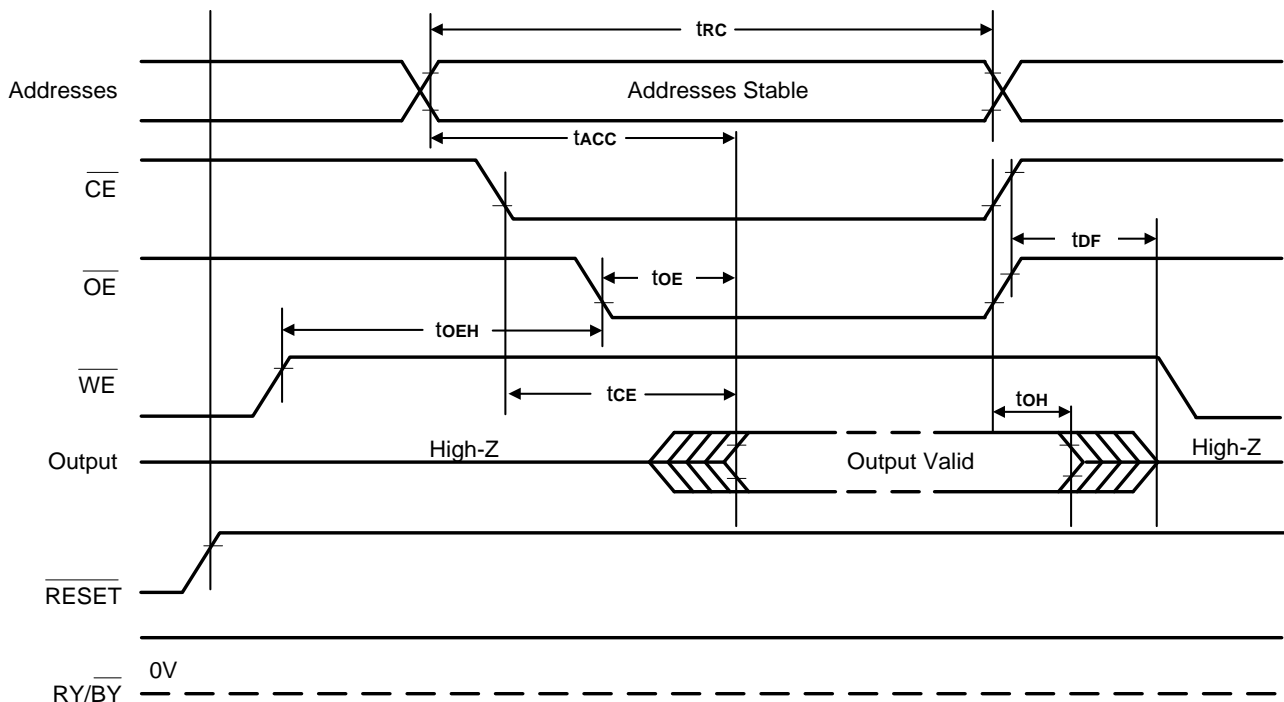 tRC
Addresses
Addresses Stable
tACC
CE
tDF
OE
tOE
tOEH
WE
tCE
tOH
Output
High-Z
Output Valid
High-Z
RESET
0V
RY/BY